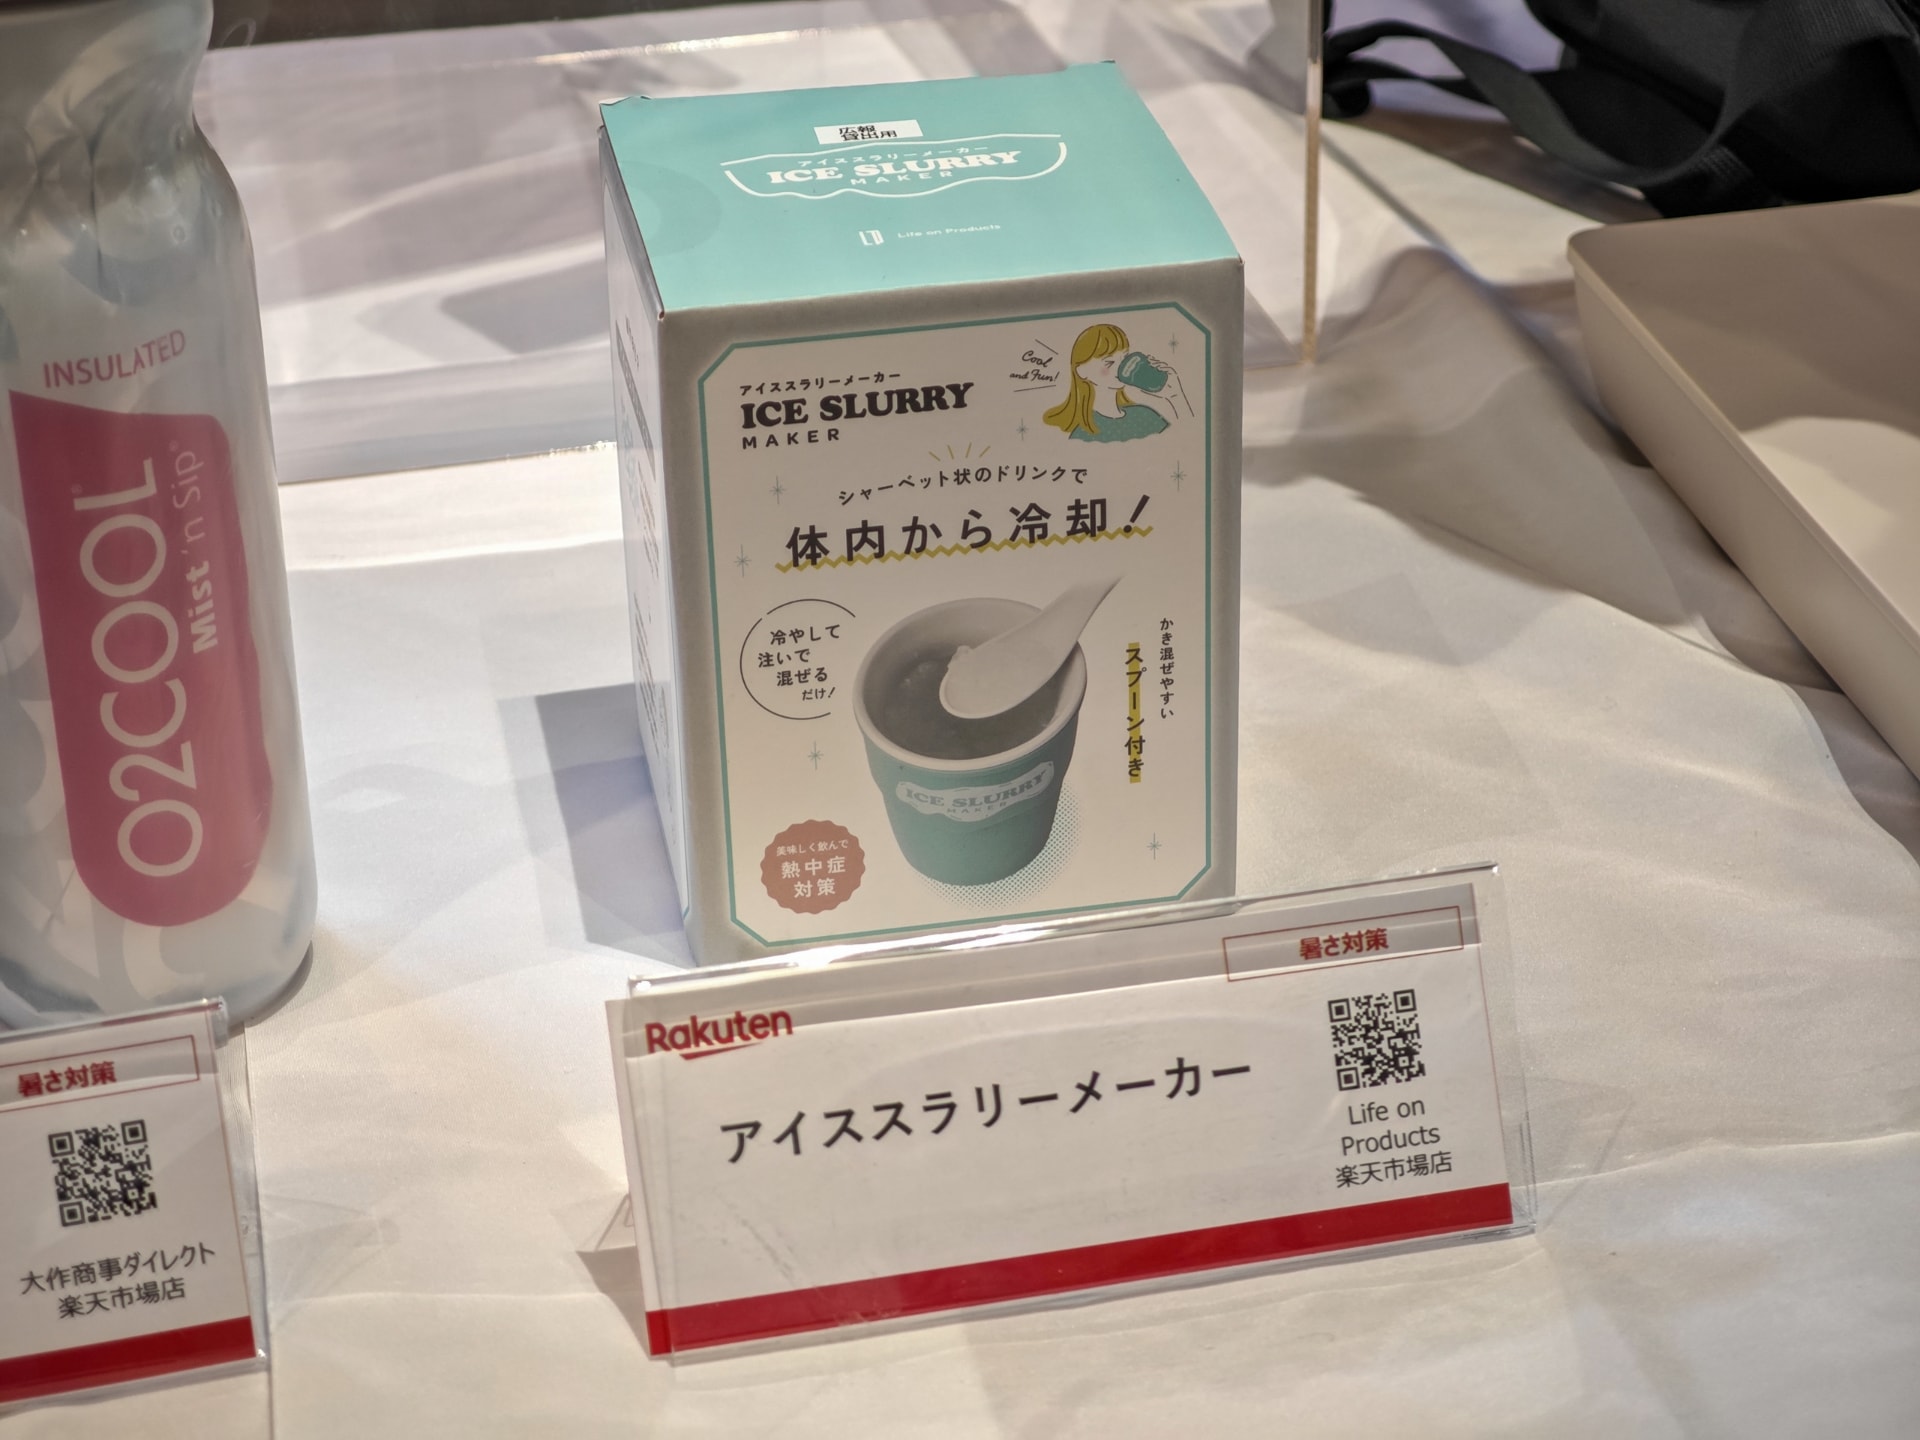 INSULATED
O2COOL®
Mist 'n Sip®
広報
貸出用
アイススラリーメーカー
ICE SLURRY
MAKER
Life on Products
アイススラリーメーカー
ICE SLURRY
MAKER
Cool
and Fun!
シャーベット状のドリンクで
体内から冷却!
冷やして
注いで
混ぜる
だけ!
かき混ぜやすい
スプーン付き
ICE SLURRY
MAKER
美味しく飲んで
熱中症
対策
Rakuten
暑さ対策
アイススラリーメーカー
Life on
Products
楽天市場店
暑さ対策
大作商事ダイレクト
楽天市場店